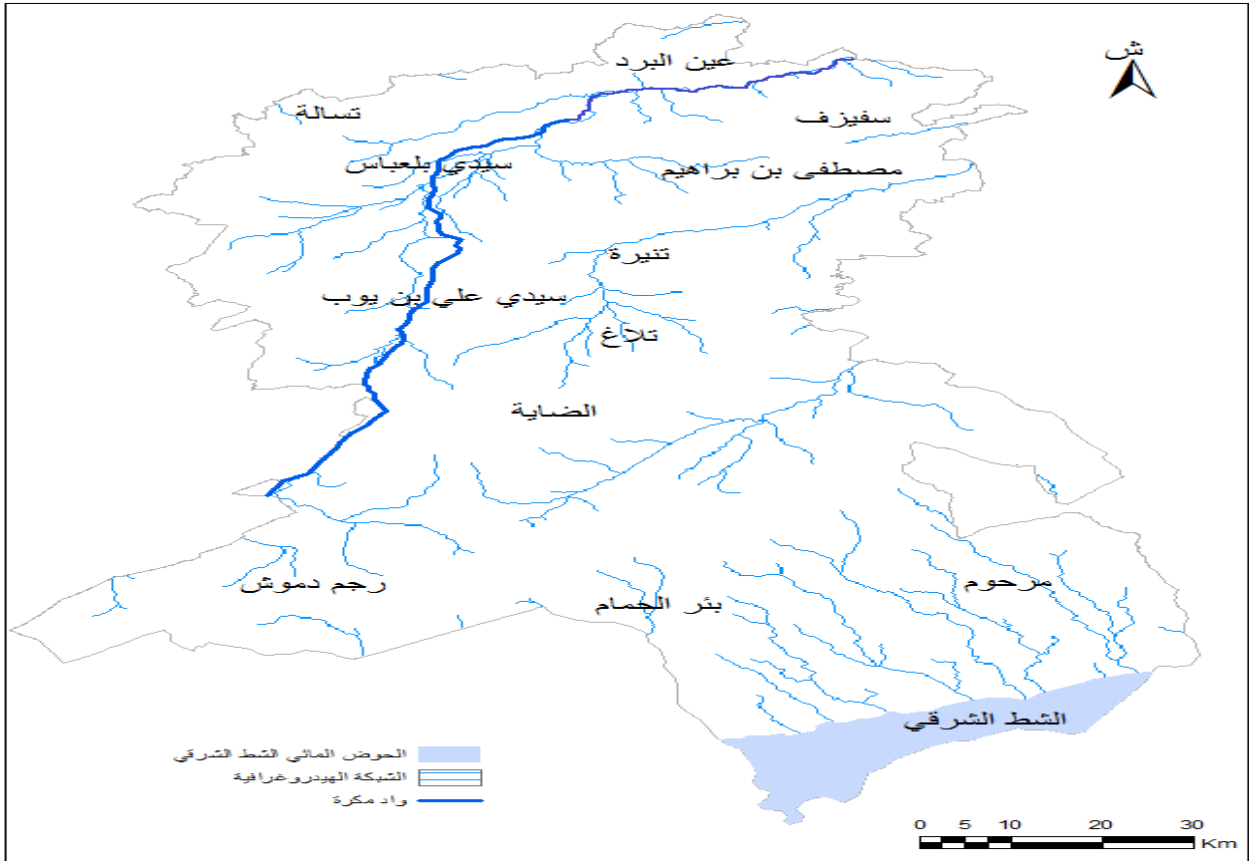 عين البرد
ش
تسالة
سفيزف
سيدي بلعباس
مصطفى بن براهيم
تنيرة
سيدي علي بن يوب
تلاغ
الضاية
رجم دموش
بئر الحمام
مرحوم
الشط الشرقي
الحوض المائي الشط الشرقي
الشبكة الهيدروغرافية
واد مكرة
0 5 10 20 30
Km